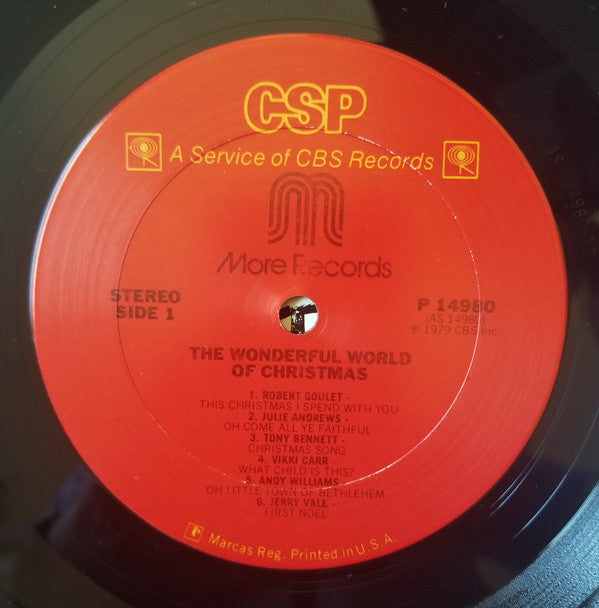 CSP
A Service of CBS Records
More Records
STEREO
SIDE 1
P 14980
℗ 1979 CBS Inc.
THE WONDERFUL WORLD
OF CHRISTMAS
1. ROBERT GOULET -
THIS CHRISTMAS I SPEND WITH YOU
2. JULIE ANDREWS -
OH COME ALL YE FAITHFUL
3. TONY BENNETT -
CHRISTMAS SONG
4. VIKKI CARR -
WHAT CHILD IS THIS?
5. ANDY WILLIAMS
OH LITTLE TOWN OF BETHLEHEM
6. JERRY VALE -
FIRST NOEL
Marcas Reg. Printed in U.S.A.